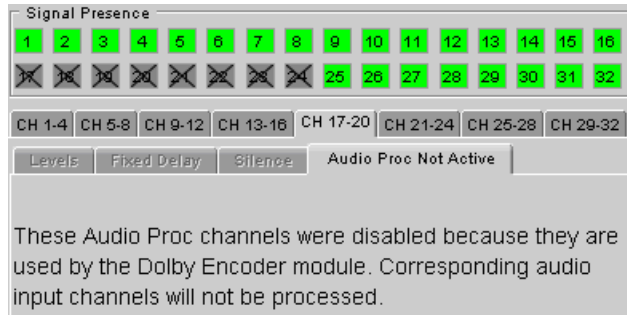 Signal Presence
1 2 3 4 5 6 7 8 9 10 11 12 13 14 15 16
17 18 19 20 21 22 23 24 25 26 27 28 29 30 31 32
CH 1-4 CH 5-8 CH 9-12 CH 13-16 CH 17-20 CH 21-24 CH 25-28 CH 29-32
Levels Fixed Delay Silence Audio Proc Not Active
These Audio Proc channels were disabled because they are
used by the Dolby Encoder module. Corresponding audio
input channels will not be processed.